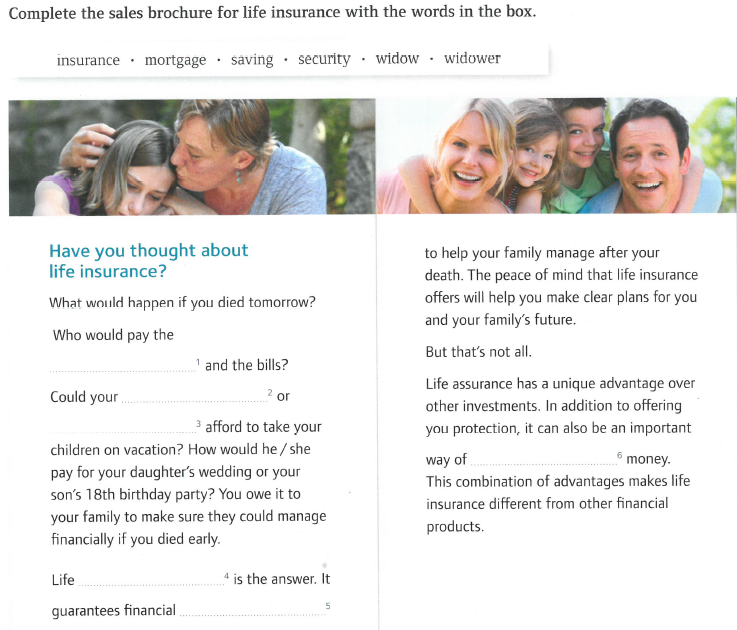 Complete the sales brochure for life insurance with the words in the box.
insurance · mortgage · saving · security · widow · widower
Have you thought about
life insurance?
What would happen if you died tomorrow?
Who would pay the
............................................ 1 and the bills?
Could your ............................................ 2 or
............................................ 3 afford to take your
children on vacation? How would he / she
pay for your daughter's wedding or your
son's 18th birthday party? You owe it to
your family to make sure they could manage
financially if you died early.
Life ............................................ 4 is the answer. It
guarantees financial ............................................ 5
to help your family manage after your
death. The peace of mind that life insurance
offers will help you make clear plans for you
and your family's future.
But that's not all.
Life assurance has a unique advantage over
other investments. In addition to offering
you protection, it can also be an important
way of ............................................ 6 money.
This combination of advantages makes life
insurance different from other financial
products.